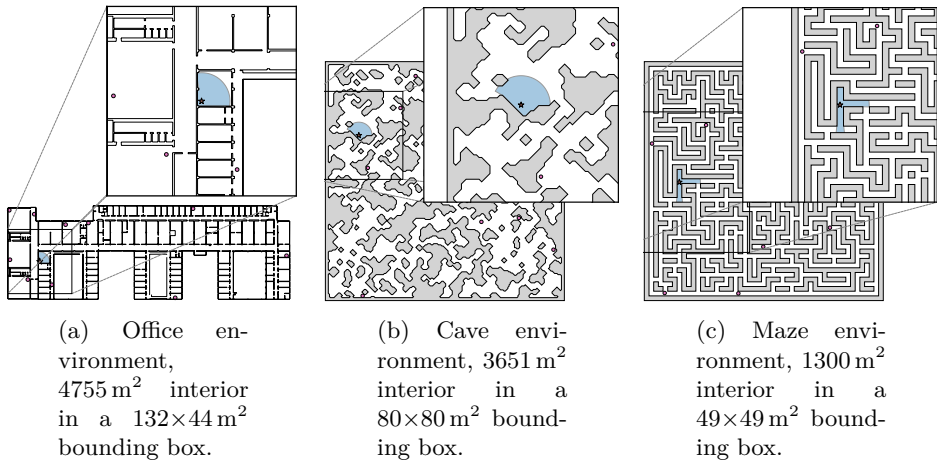 (a) Office en-
vironment,
4755 m² interior
in a 132×44 m²
bounding box.
(b) Cave envi-
ronment, 3651 m²
interior in a
80×80 m² bound-
ing box.
(c) Maze envi-
ronment, 1300 m²
interior in a
49×49 m² bound-
ing box.